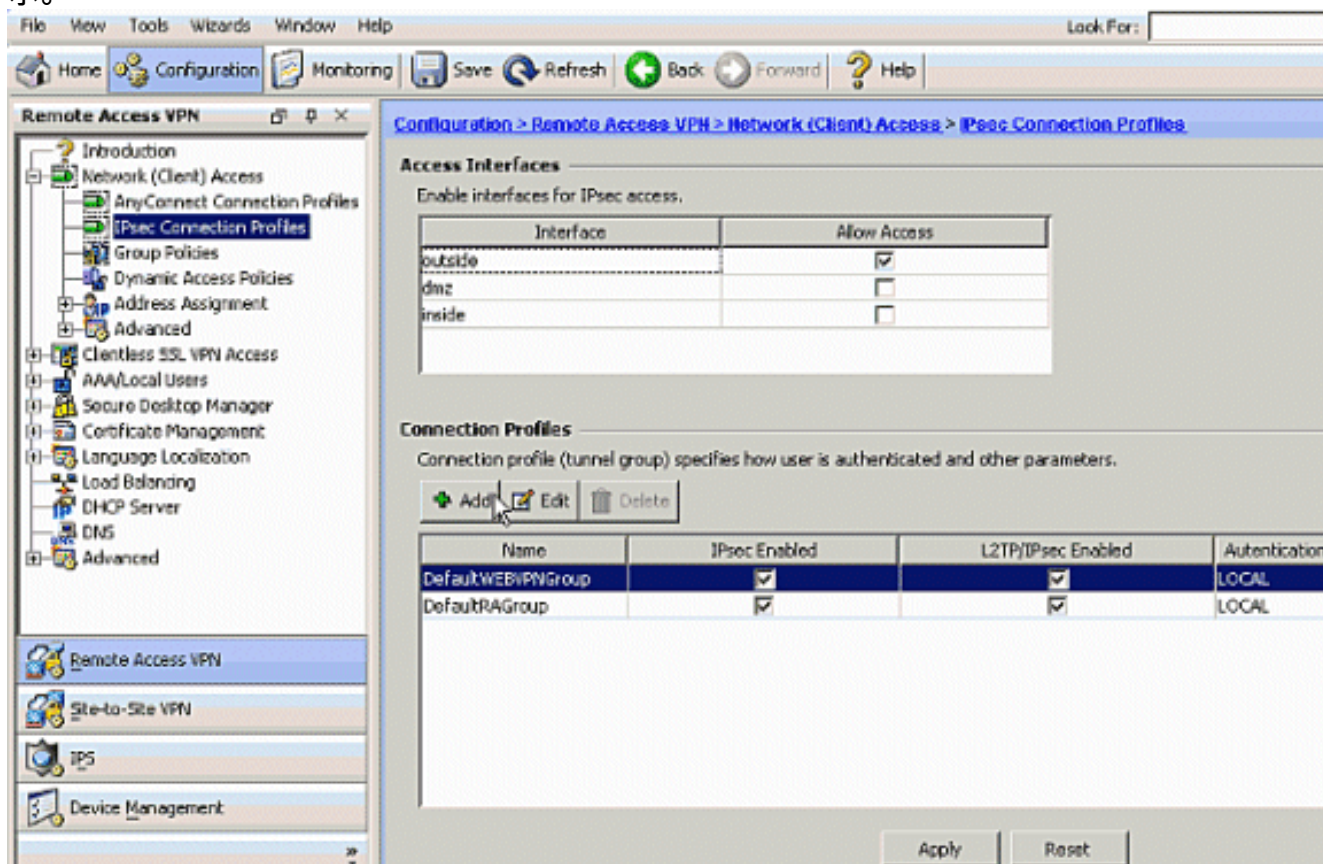 File View Tools Wizards Window Help Look For:
Home Configuration Monitoring Save Refresh Back Forward Help
Remote Access VPN
Introduction
Network (Client) Access
AnyConnect Connection Profiles
IPsec Connection Profiles
Group Policies
Dynamic Access Policies
Address Assignment
Advanced
Clientless SSL VPN Access
AAA/Local Users
Secure Desktop Manager
Certificate Management
Language Localization
Load Balancing
DHCP Server
DNS
Advanced
Remote Access VPN
Site-to-Site VPN
IPS
Device Management
Configuration > Remote Access VPN > Network (Client) Access > IPsec Connection Profiles
Access Interfaces
Enable interfaces for IPsec access.
Interface Allow Access
outside
dmz
inside
Connection Profiles
Connection profile (tunnel group) specifies how user is authenticated and other parameters.
Add Edit Delete
Name IPsec Enabled L2TP/IPsec Enabled Autentication
DefaultWEBVPNGroup LOCAL
DefaultRAGroup LOCAL
Apply Reset